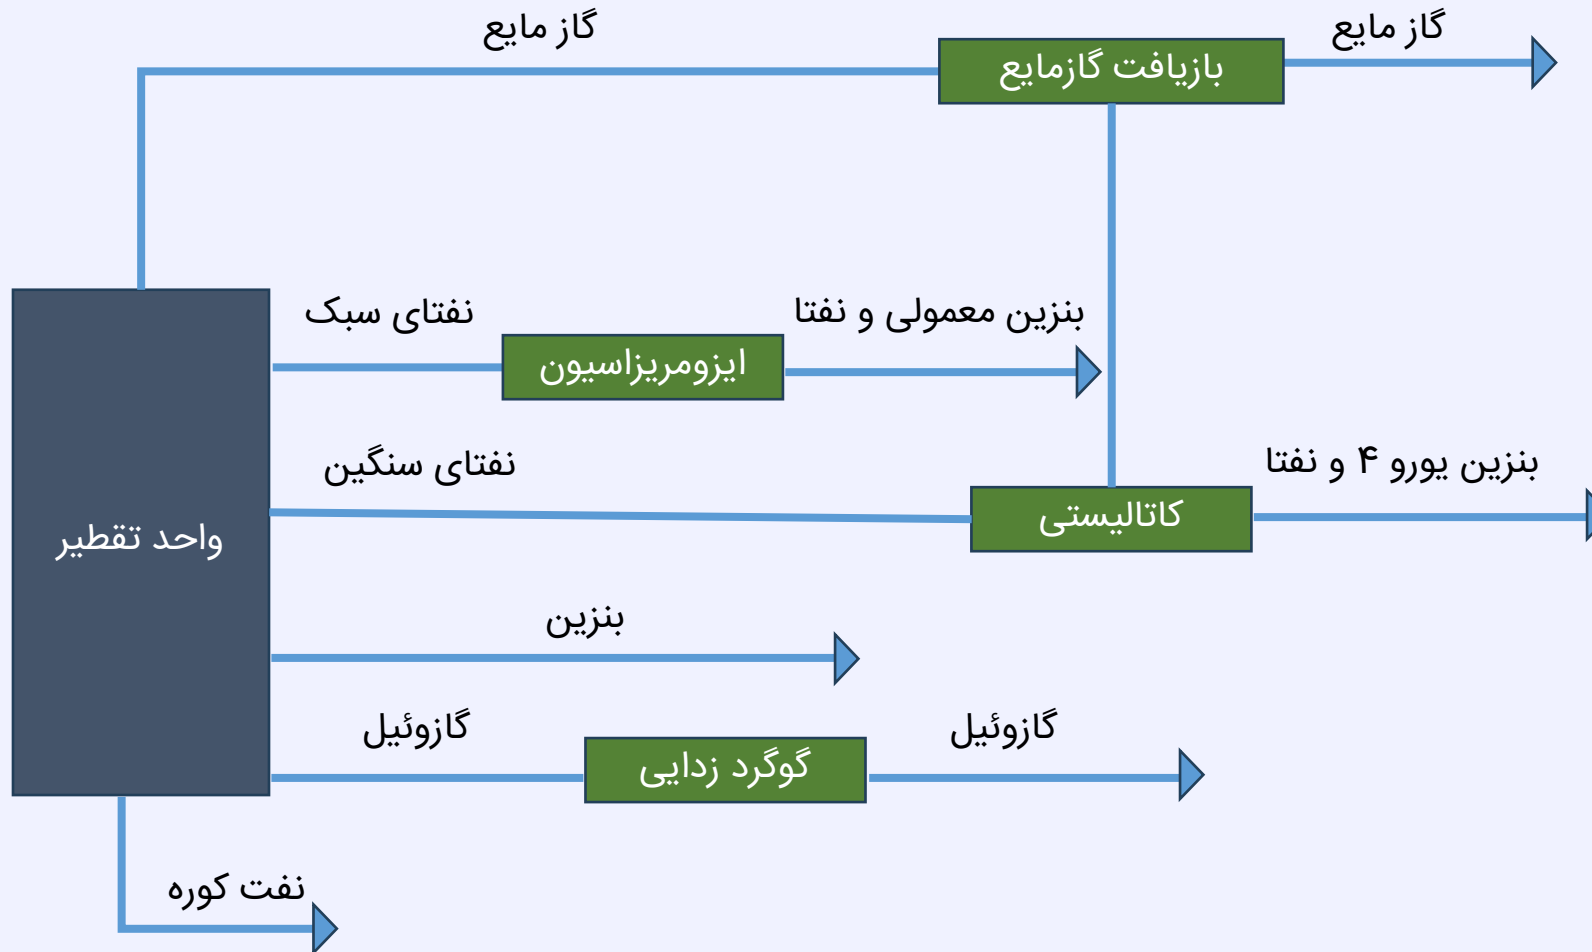 گاز مایع
گاز مایع
بازیافت گازمایع
نفتای سبک
بنزین معمولی و نفتا
ایزومریزاسیون
نفتای سنگین
بنزین یورو ۴ و نفتا
کاتالیستی
واحد تقطیر
بنزین
گازوئیل
گازوئیل
گوگرد زدایی
نفت کوره